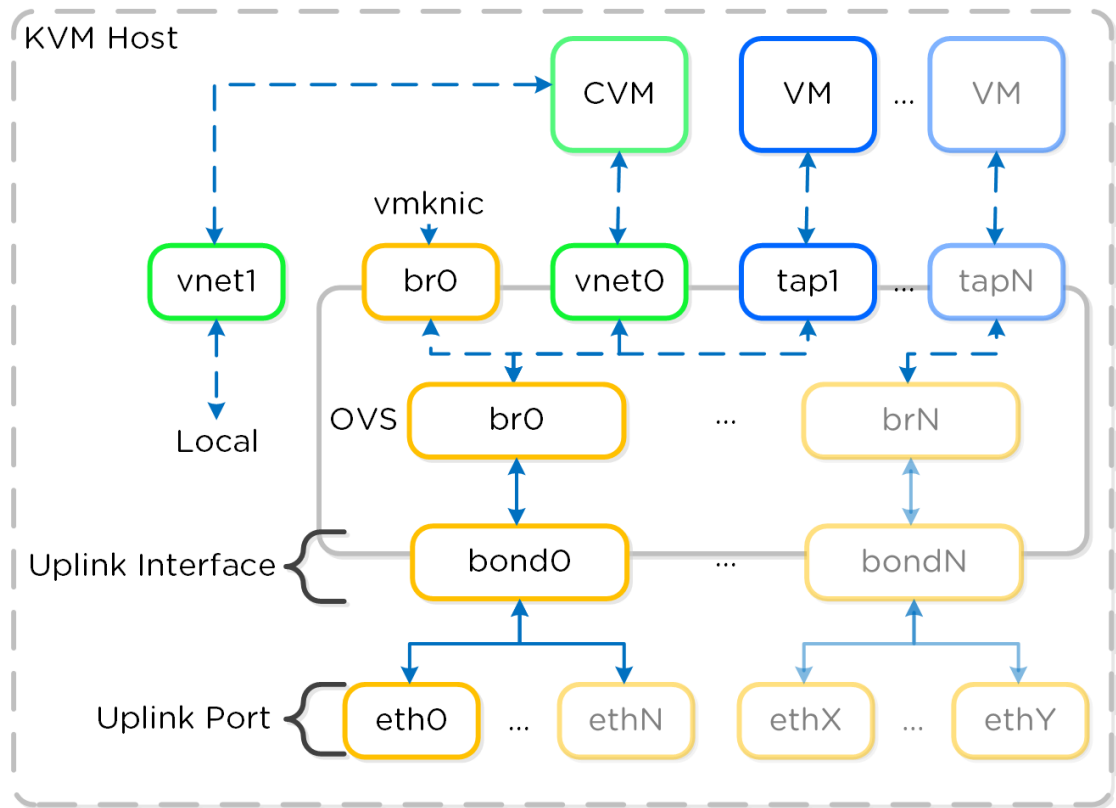 KVM Host
CVM
VM
...
VM
vmknic
vnet1
br0
vnet0
tap1
...
tapN
OVS
br0
...
brN
Local
Uplink Interface
bond0
...
bondN
Uplink Port
eth0
...
ethN
ethX
...
ethY